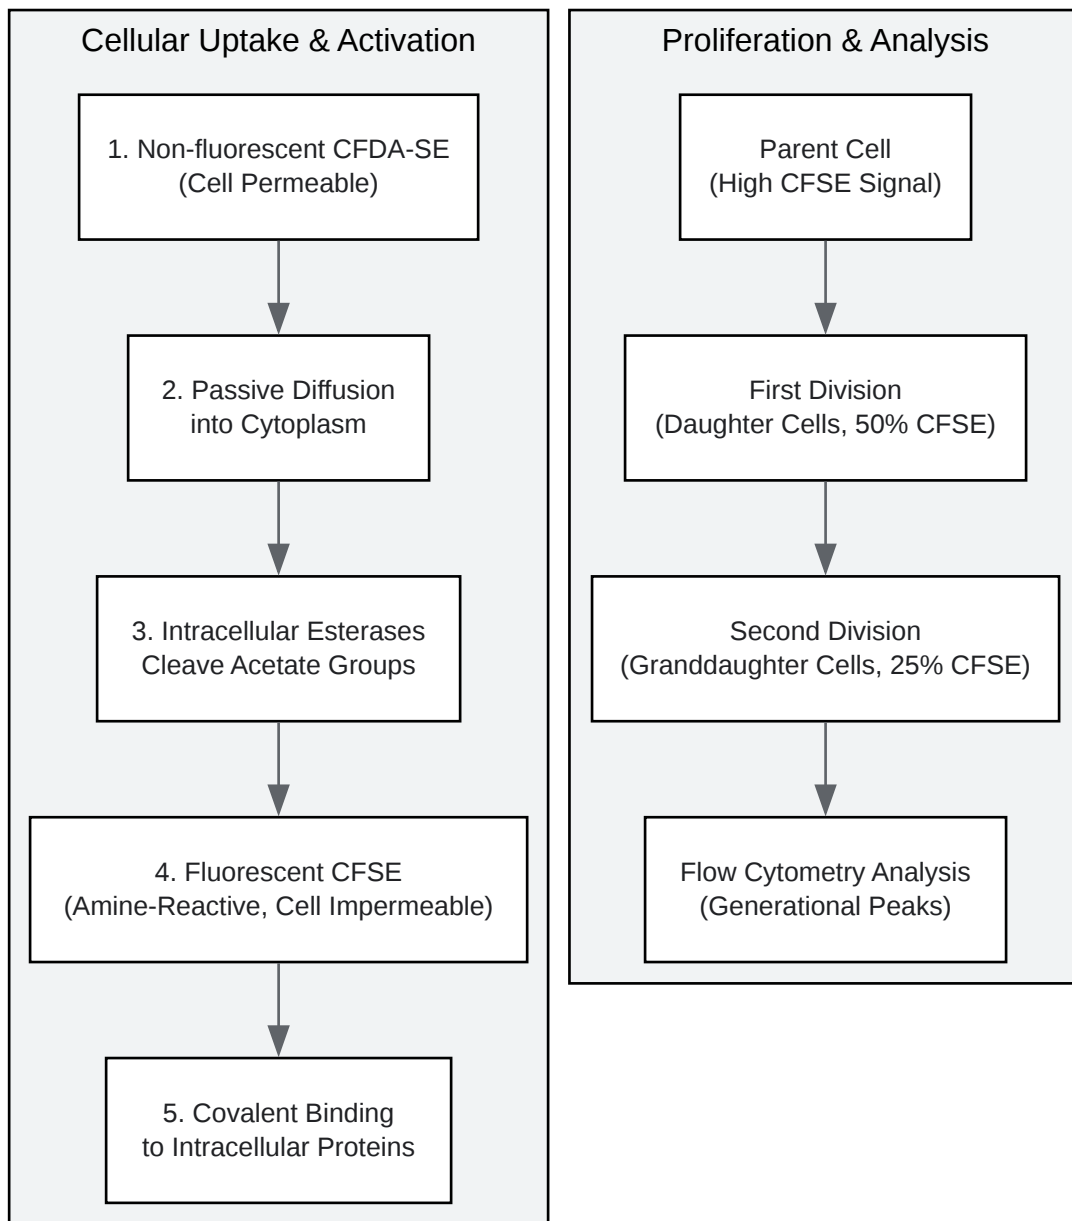 Cellular Uptake & Activation
1. Non-fluorescent CFDA-SE
(Cell Permeable)
2. Passive Diffusion
into Cytoplasm
3. Intracellular Esterases
Cleave Acetate Groups
4. Fluorescent CFSE
(Amine-Reactive, Cell Impermeable)
5. Covalent Binding
to Intracellular Proteins
Proliferation & Analysis
Parent Cell
(High CFSE Signal)
First Division
(Daughter Cells, 50% CFSE)
Second Division
(Granddaughter Cells, 25% CFSE)
Flow Cytometry Analysis
(Generational Peaks)